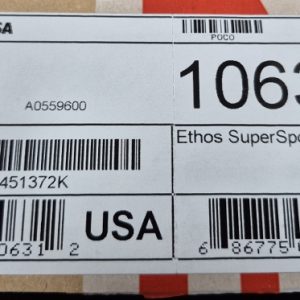 SA
POCO
1063
A0559600
Ethos SuperSpo
451372K
USA
0631 2
6 86775